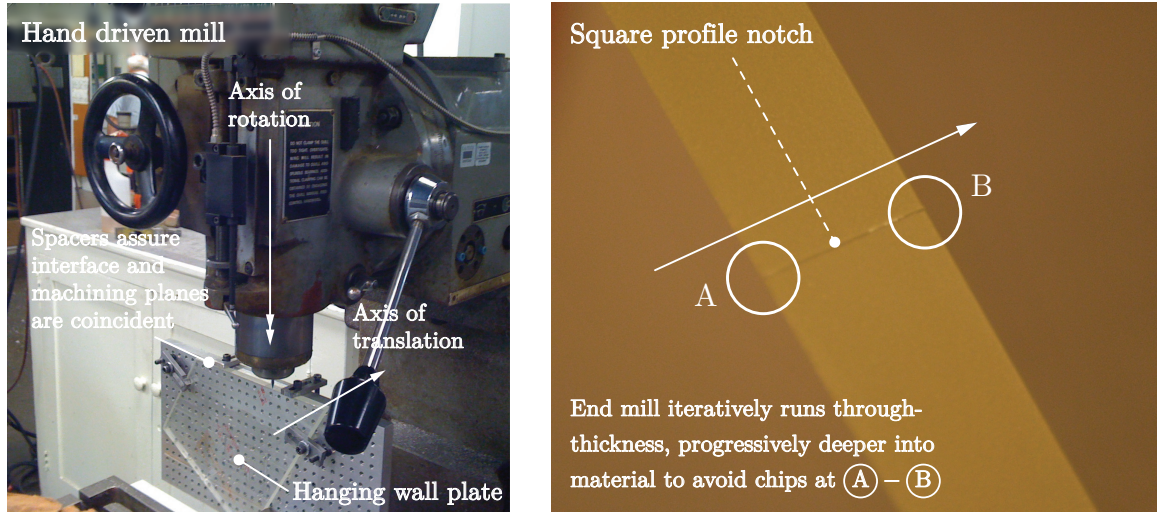 Hand driven mill
Axis of
rotation
Spacers assure
interface and
machining planes
are coincident
Axis of
translation
Hanging wall plate
Square profile notch
B
A
End mill iteratively runs through-
thickness, progressively deeper into
material to avoid chips at A – B